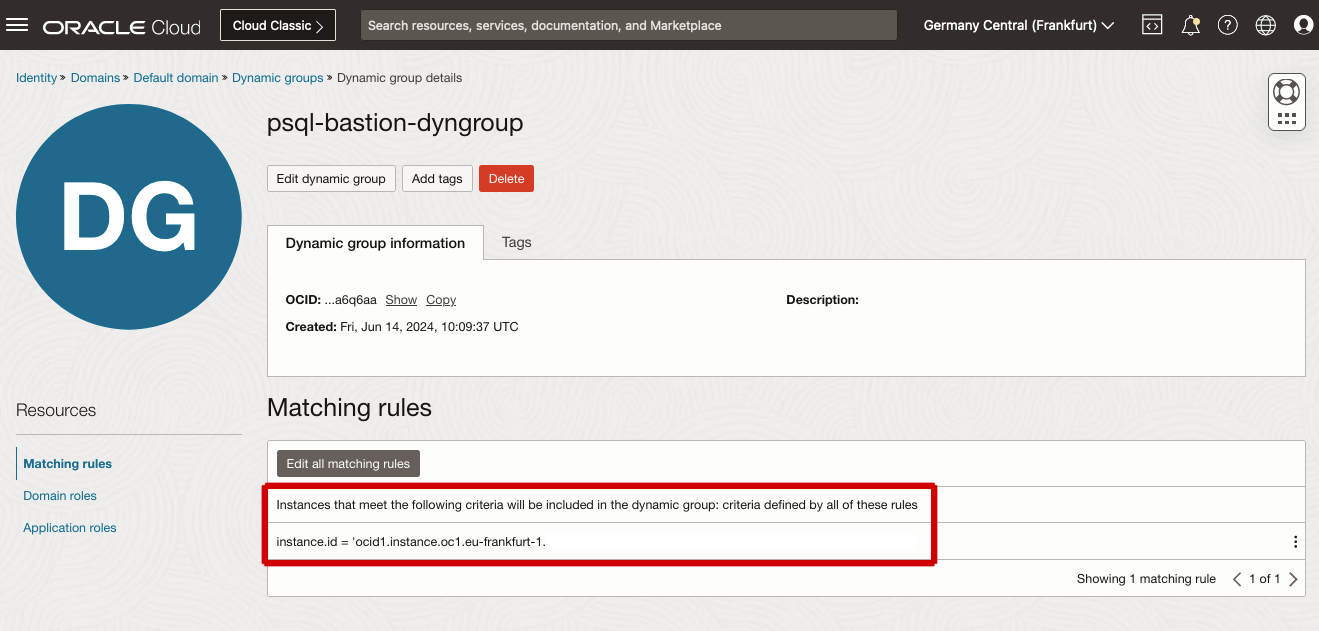 ORACLE Cloud
Cloud Classic
Search resources, services, documentation, and Marketplace
Germany Central (Frankfurt)
Identity » Domains » Default domain » Dynamic groups » Dynamic group details
DG
psql-bastion-dyngroup
Edit dynamic group
Add tags
Delete
Dynamic group information
Tags
OCID: ...a6q6aa Show Copy
Description:
Created: Fri, Jun 14, 2024, 10:09:37 UTC
Resources
Matching rules
Domain roles
Application roles
Matching rules
Edit all matching rules
Instances that meet the following criteria will be included in the dynamic group: criteria defined by all of these rules
instance.id = 'ocid1.instance.oc1.eu-frankfurt-1.
Showing 1 matching rule
1 of 1